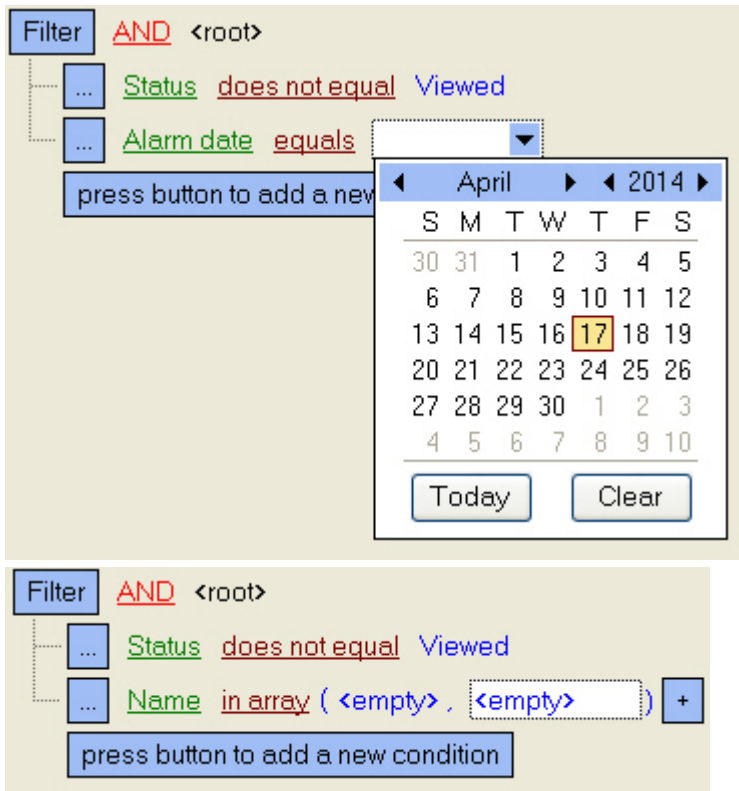 Filter AND <root>
... Status does not equal Viewed
... Alarm date equals
press button to add a new
April 2014
S M T W T F S
30 31 1 2 3 4 5
6 7 8 9 10 11 12
13 14 15 16 17 18 19
20 21 22 23 24 25 26
27 28 29 30 1 2 3
4 5 6 7 8 9 10
Today Clear
Filter AND <root>
... Status does not equal Viewed
... Name in array ( <empty> , <empty> ) +
press button to add a new condition